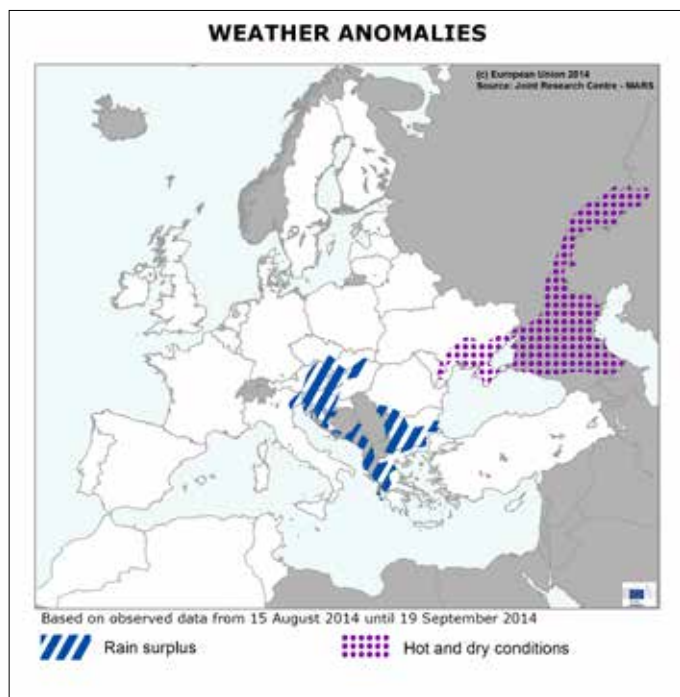 WEATHER ANOMALIES
(c) European Union 2014
Source: Joint Research Centre - MARS
Based on observed data from 15 August 2014 until 19 September 2014
Rain surplus
Hot and dry conditions